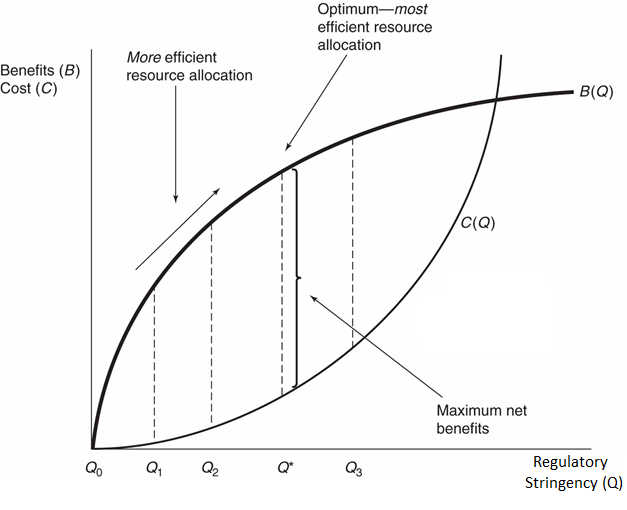 Optimum—most
efficient resource
allocation
More efficient
resource allocation
Benefits (B)
Cost (C)
B(Q)
C(Q)
Maximum net
benefits
Q0 Q1 Q2 Q* Q3
Regulatory
Stringency (Q)